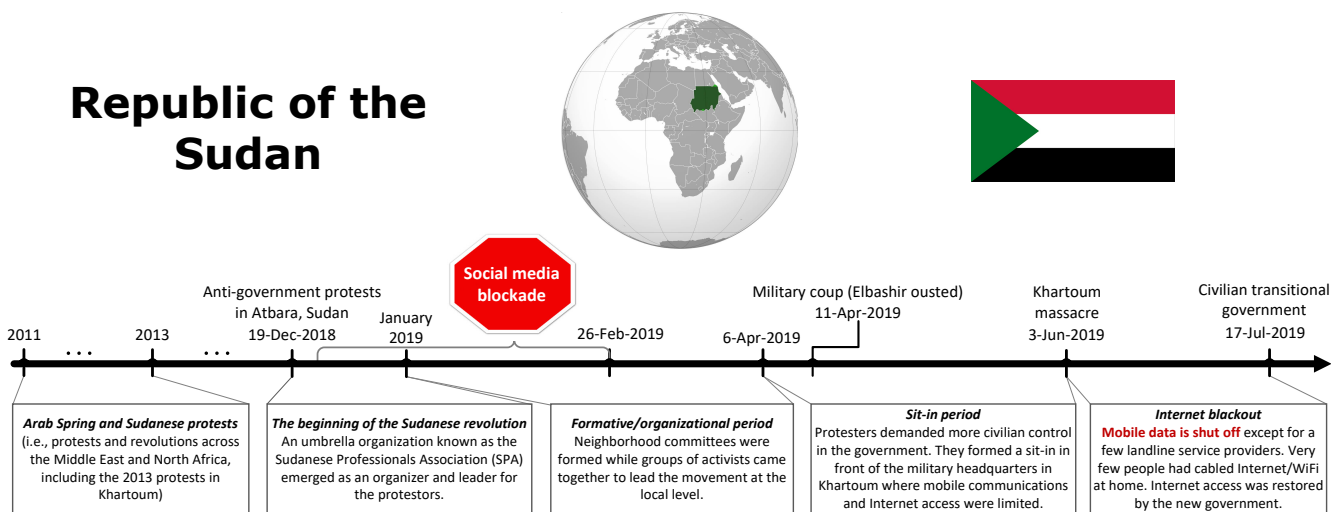 Republic of the
Sudan
Social media
blockade
Anti-government protests
in Atbara, Sudan
19-Dec-2018
January
2019
Military coup (Elbashir ousted)
11-Apr-2019
Khartoum
massacre
3-Jun-2019
Civilian transitional
government
17-Jul-2019
2011
...
2013
...
26-Feb-2019
6-Apr-2019
Arab Spring and Sudanese protests
(i.e., protests and revolutions across
the Middle East and North Africa,
including the 2013 protests in
Khartoum)
The beginning of the Sudanese revolution
An umbrella organization known as the
Sudanese Professionals Association (SPA)
emerged as an organizer and leader for
the protestors.
Formative/organizational period
Neighborhood committees were
formed while groups of activists came
together to lead the movement at the
local level.
Sit-in period
Protesters demanded more civilian control
in the government. They formed a sit-in in
front of the military headquarters in
Khartoum where mobile communications
and Internet access were limited.
Internet blackout
Mobile data is shut off except for a
few landline service providers. Very
few people had cabled Internet/WiFi
at home. Internet access was restored
by the new government.